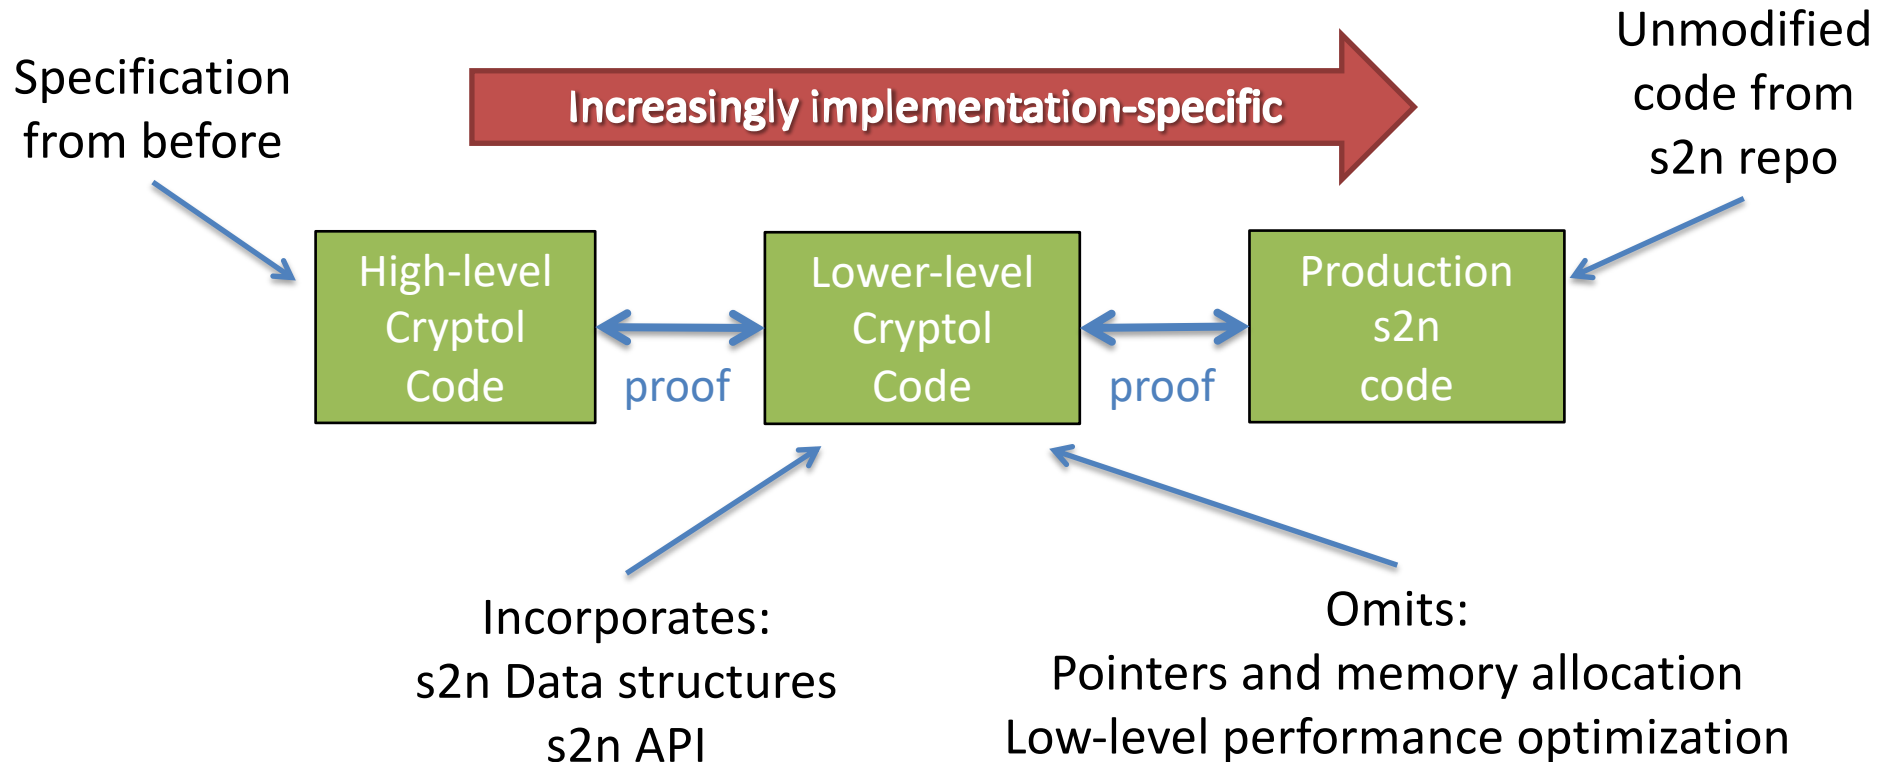 Specification
from before
Increasingly implementation-specific
Unmodified
code from
s2n repo
High-level
Cryptol
Code
proof
Lower-level
Cryptol
Code
proof
Production
s2n
code
Incorporates:
s2n Data structures
s2n API
Omits:
Pointers and memory allocation
Low-level performance optimization